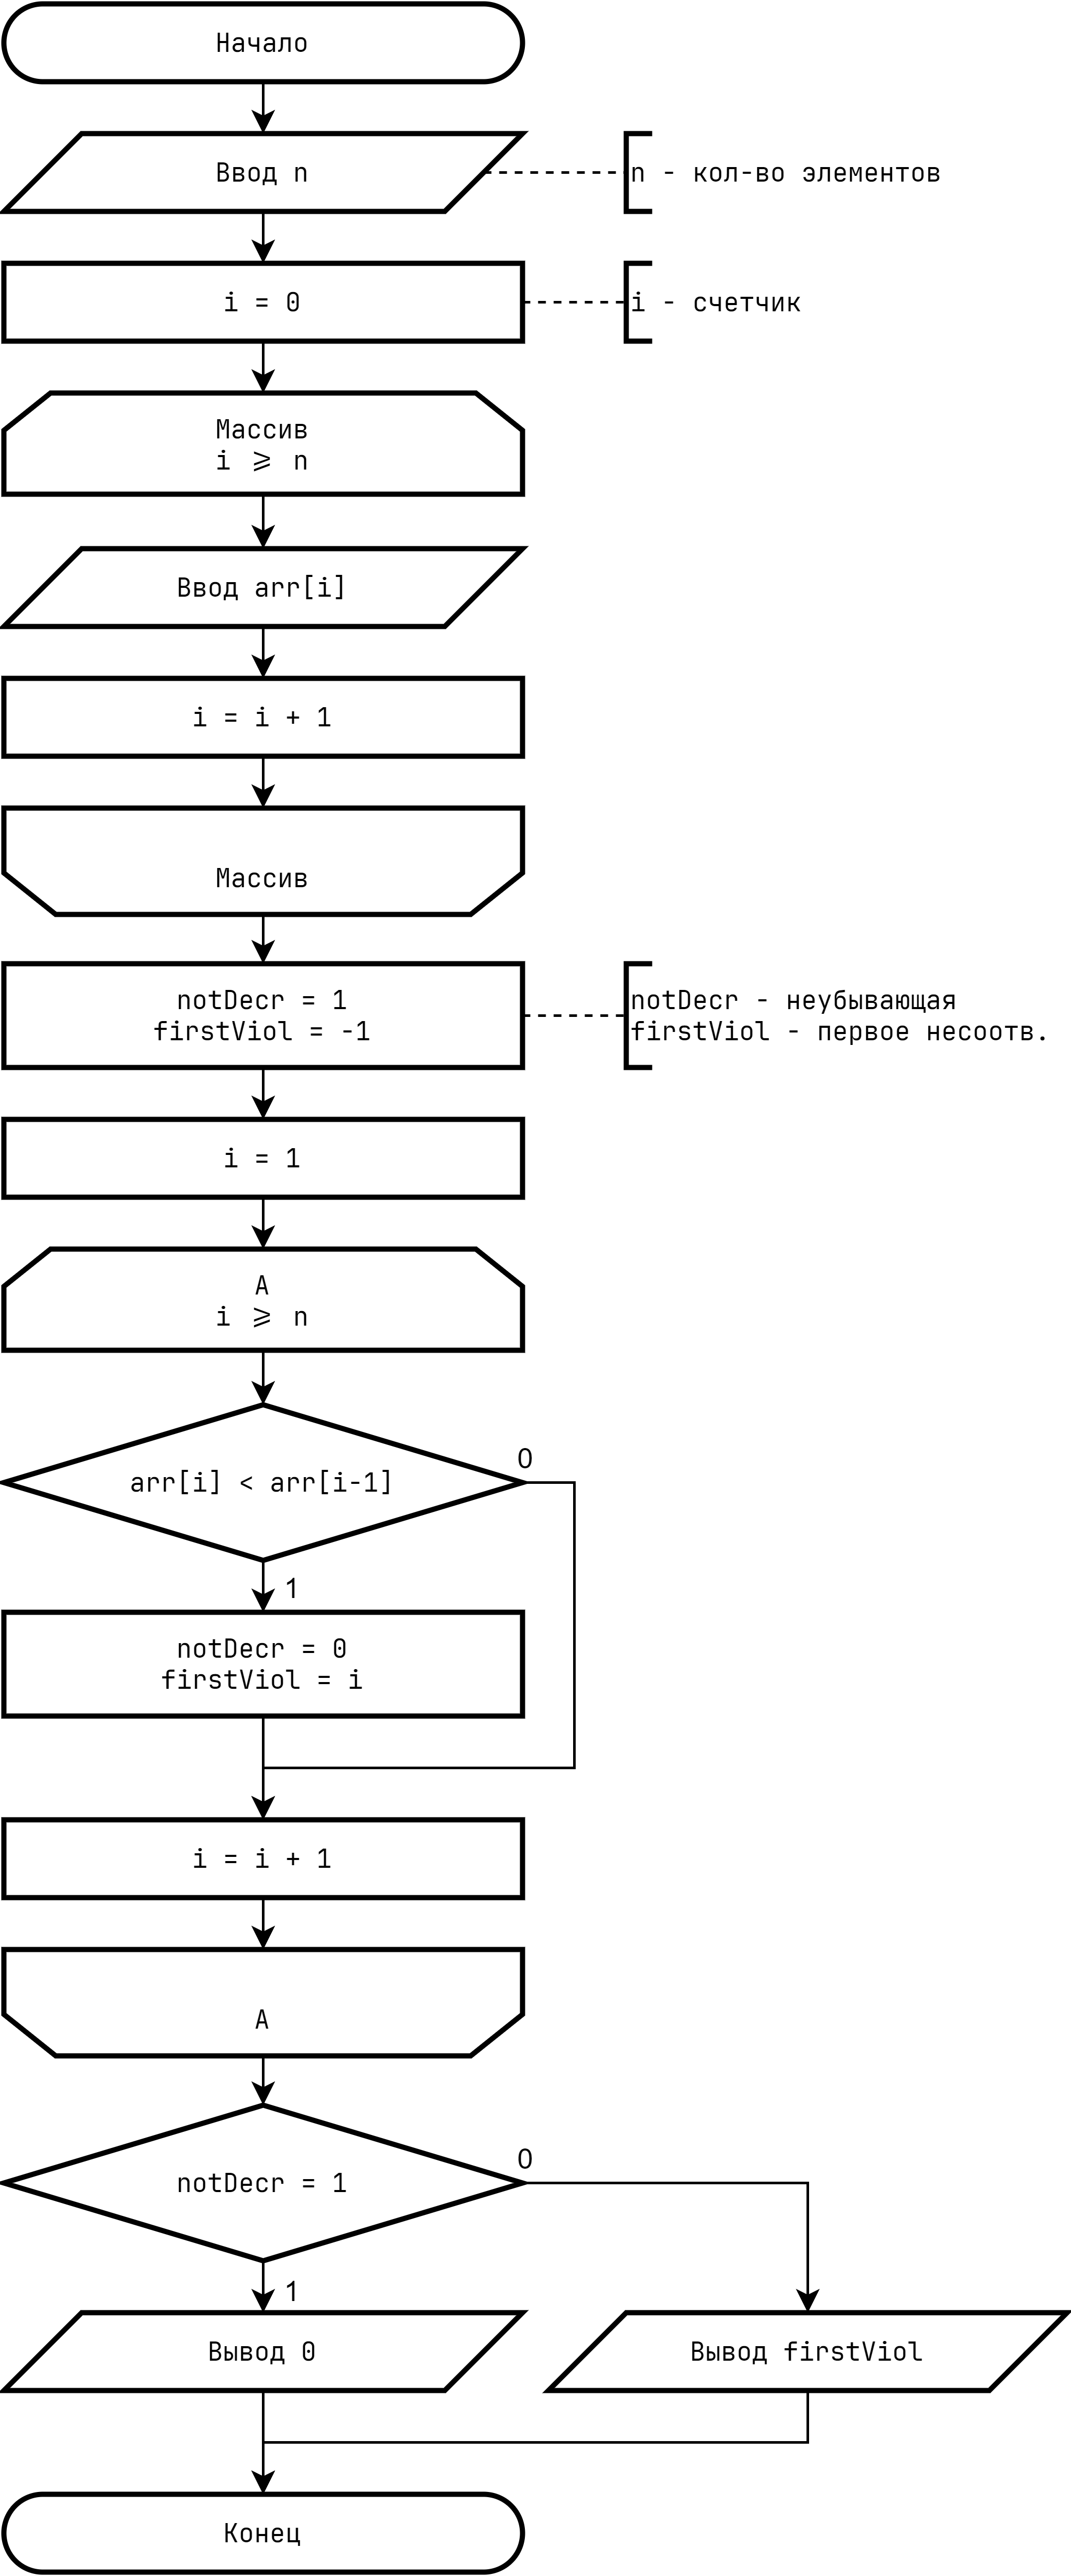 Начало
Ввод n
n - кол-во элементов
i = 0
i - счетчик
Массив
i ⩾ n
Ввод arr[i]
i = i + 1
Массив
notDecr = 1
firstViol = -1
notDecr - неубывающая
firstViol - первое несоотв.
i = 1
А
i ⩾ n
arr[i] < arr[i-1]
0
1
notDecr = 0
firstViol = i
i = i + 1
А
notDecr = 1
0
1
Вывод 0
Вывод firstViol
Конец